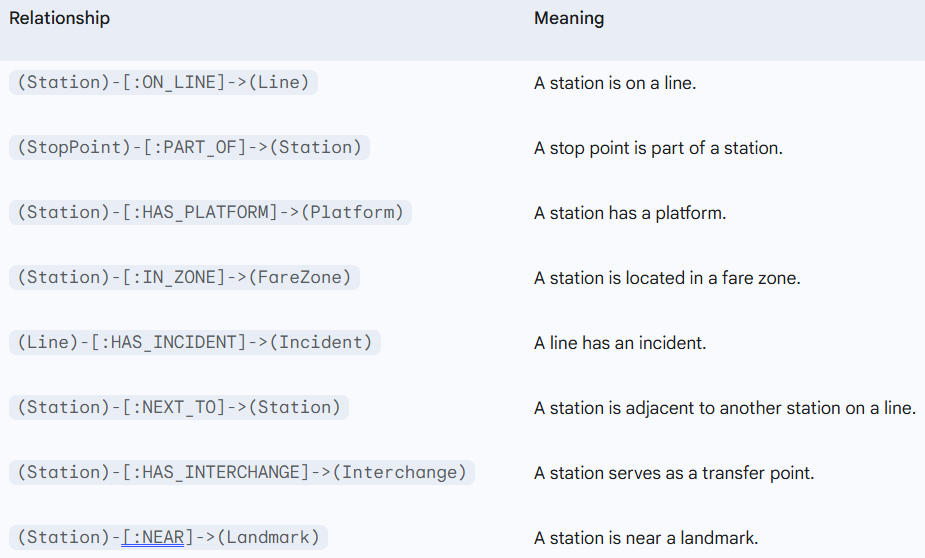 Relationship Meaning
(Station)-[:ON_LINE]->(Line) A station is on a line.
(StopPoint)-[:PART_OF]->(Station) A stop point is part of a station.
(Station)-[:HAS_PLATFORM]->(Platform) A station has a platform.
(Station)-[:IN_ZONE]->(FareZone) A station is located in a fare zone.
(Line)-[:HAS_INCIDENT]->(Incident) A line has an incident.
(Station)-[:NEXT_TO]->(Station) A station is adjacent to another station on a line.
(Station)-[:HAS_INTERCHANGE]->(Interchange) A station serves as a transfer point.
(Station)-[:NEAR]->(Landmark) A station is near a landmark.